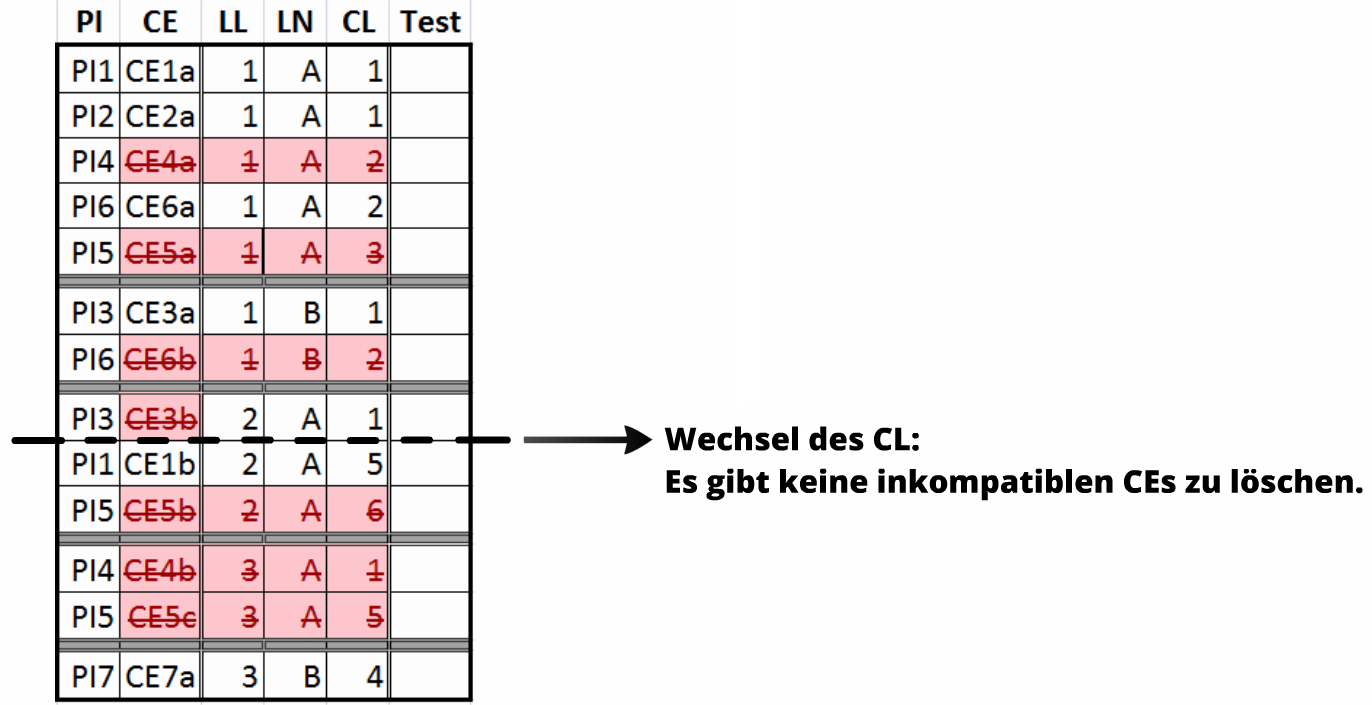 PI CE LL LN CL Test
PI1 CE1a 1 A 1
PI2 CE2a 1 A 1
PI4 CE4a 1 A 2
PI6 CE6a 1 A 2
PI5 CE5a 1 A 3
PI3 CE3a 1 B 1
PI6 CE6b 1 B 2
PI3 CE3b 2 A 1
PI1 CE1b 2 A 5
PI5 CE5b 2 A 6
PI4 CE4b 3 A 1
PI5 CE5c 3 A 5
PI7 CE7a 3 B 4
Wechsel des CL:
Es gibt keine inkompatiblen CEs zu löschen.